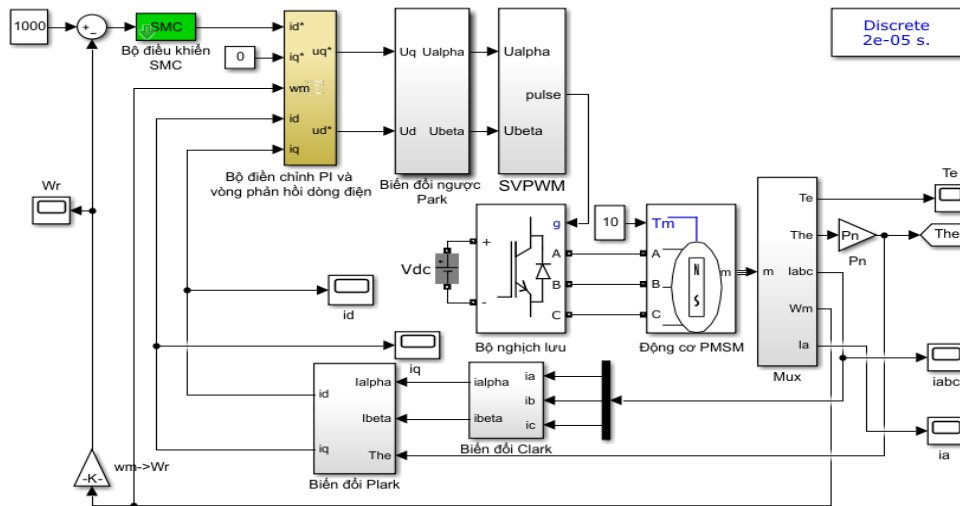 1000
+
-
SMC
Bộ điều khiến
SMC
0
id*
iq*
wm
id
iq
uq*
ud*
Bộ điền chỉnh PI và
vòng phản hồi dòng điện
Uq
Ud
Ualpha
Ubeta
Biến đổi ngược
Park
Ualpha
Ubeta
pulse
SVPWM
Discrete
2e-05 s.
Wr
Vdc
+
-
g
A
B
C
Bộ nghịch lưu
10
Tm
A
B
C
N
S
m
Động cơ PMSM
m
Te
The
Iabc
Wm
Ia
Mux
Pn
Pn
Te
The
iabc
ia
id
iq
id
iq
Ialpha
Ibeta
The
Biến đổi Plark
ialpha
ibeta
ia
ib
ic
Biến đổi Clark
-K-
wm->Wr